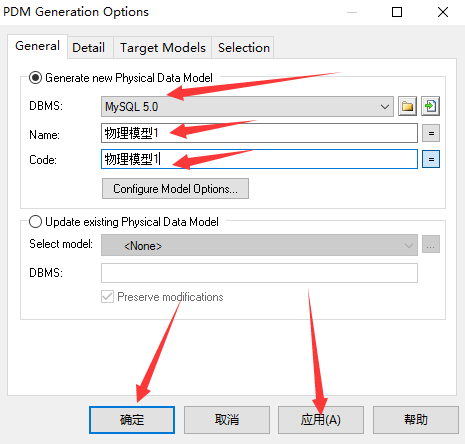 PDM Generation Options
General Detail Target Models Selection
Generate new Physical Data Model
DBMS: MySQL 5.0
Name: 物理模型1 =
Code: 物理模型1 =
Configure Model Options...
Update existing Physical Data Model
Select model: <None> ...
DBMS:
Preserve modifications
确定 取消 应用(A) 帮助